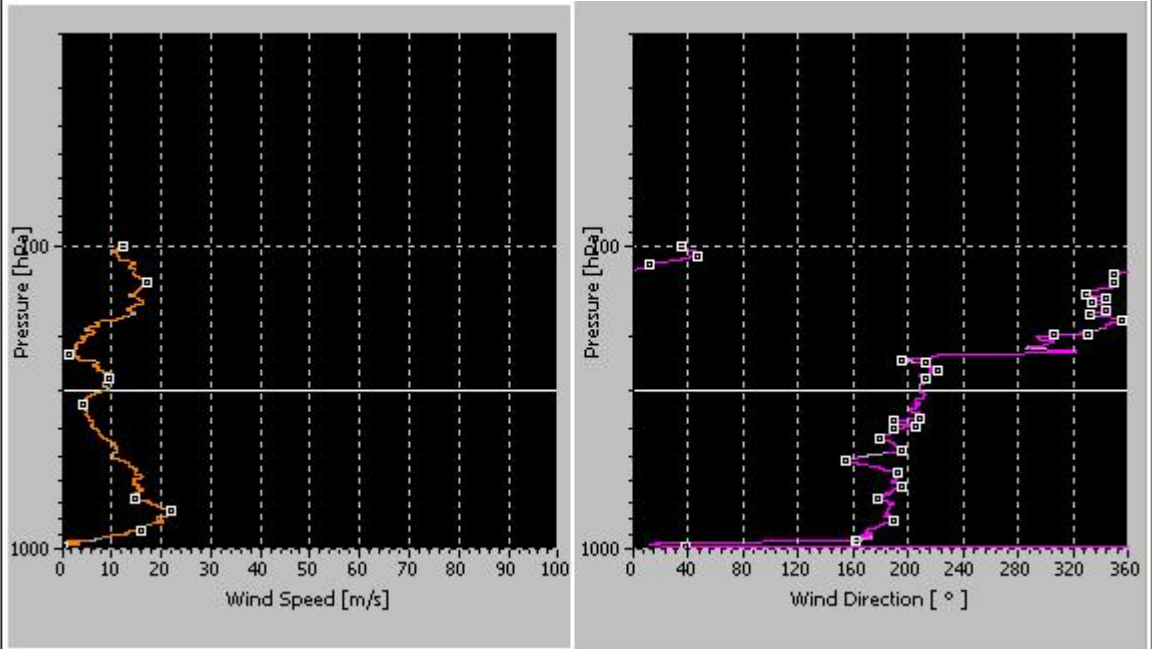 Pressure [hPa]
100
1000
0 10 20 30 40 50 60 70 80 90 100
Wind Speed [m/s]
Pressure [hPa]
100
1000
0 40 80 120 160 200 240 280 320 360
Wind Direction [ ° ]